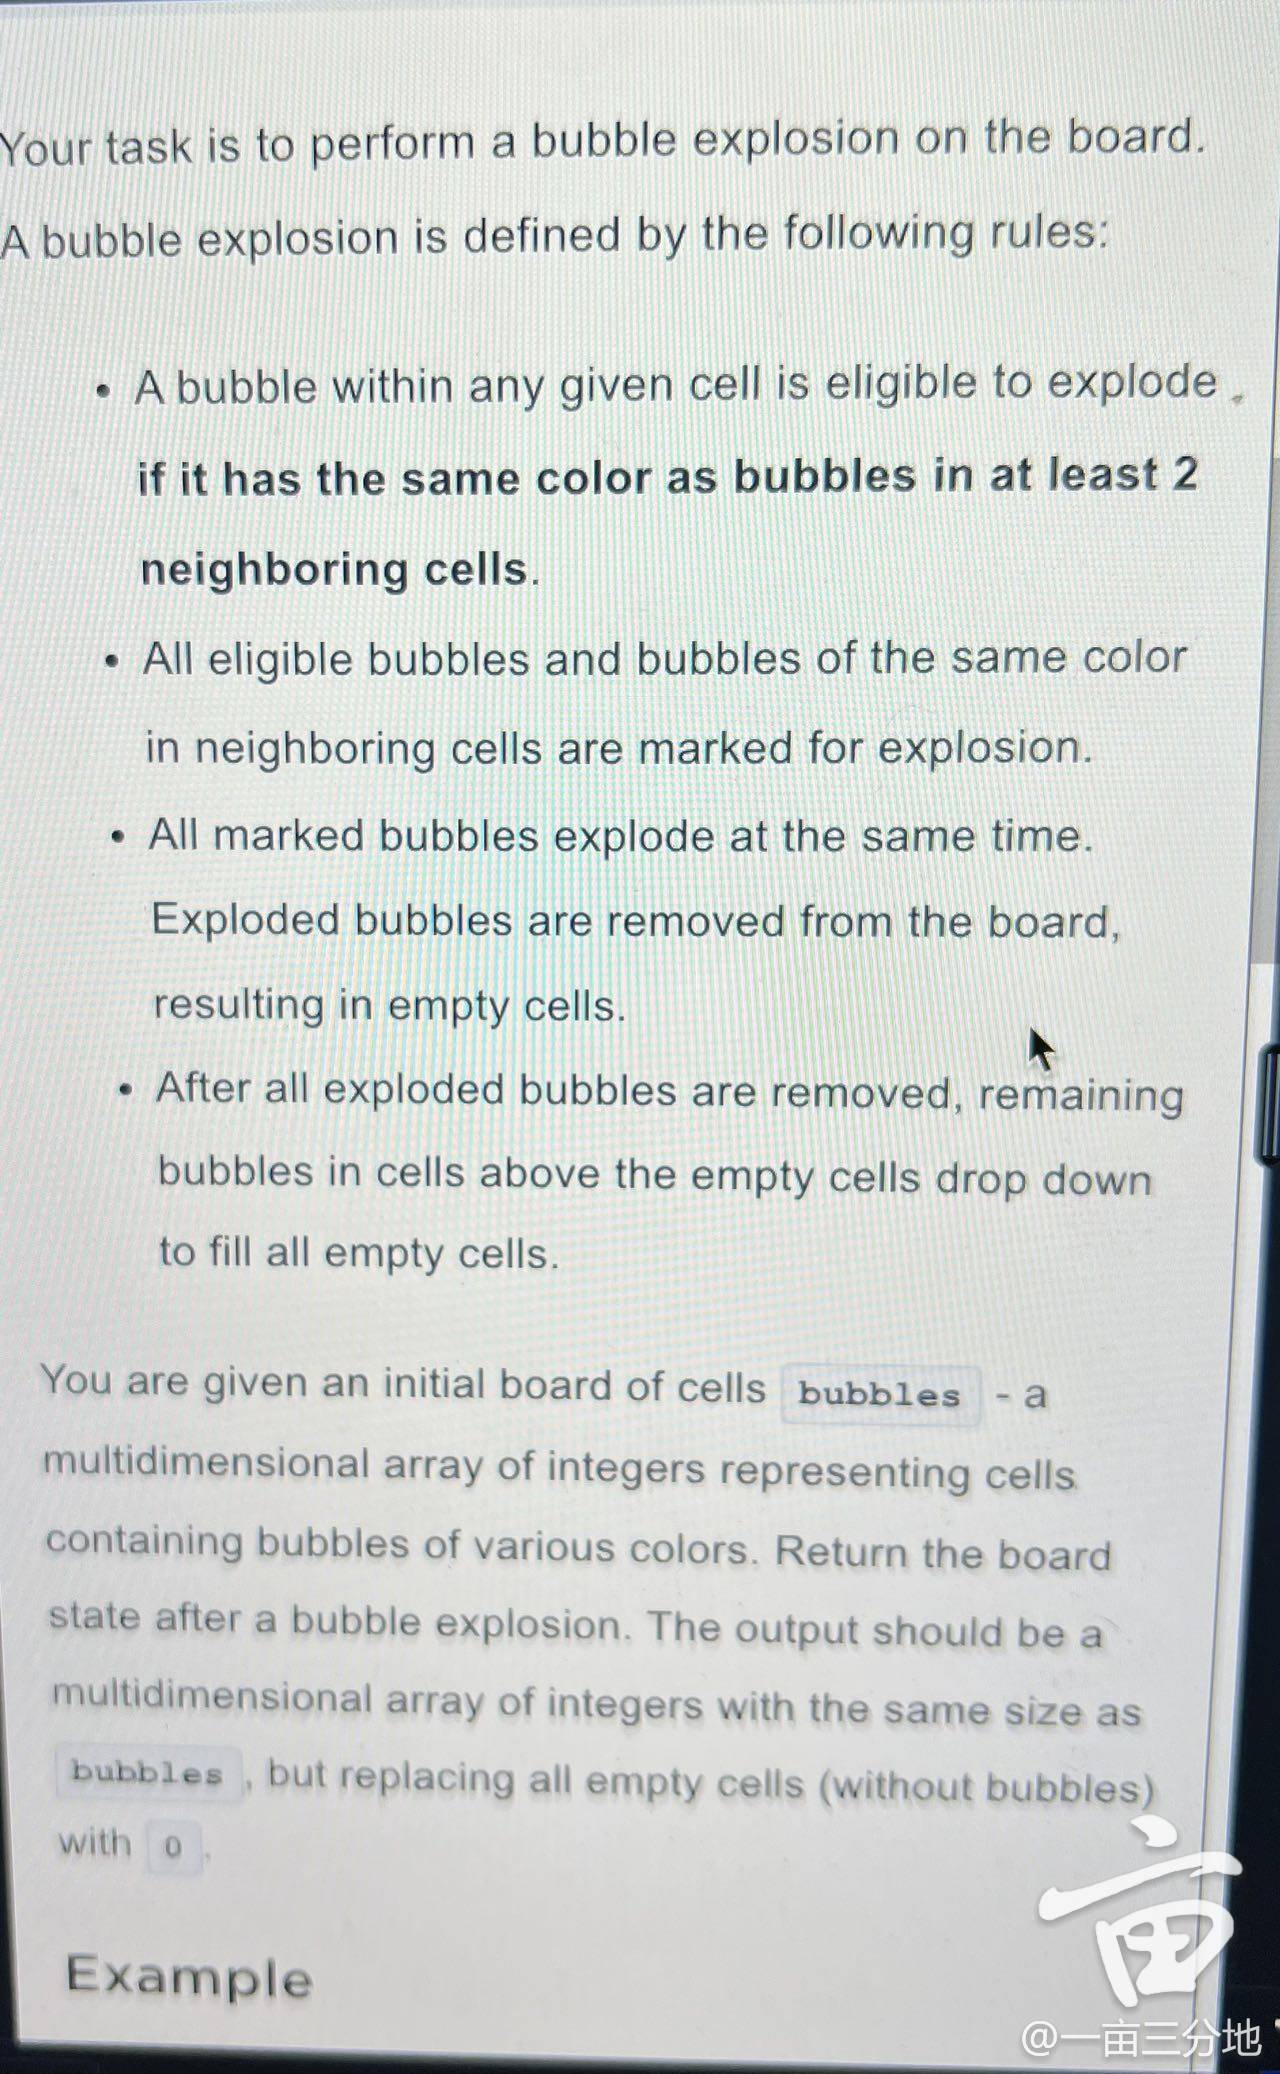 Your task is to perform a bubble explosion on the board.
A bubble explosion is defined by the following rules:
• A bubble within any given cell is eligible to explode
if it has the same color as bubbles in at least 2
neighboring cells.
• All eligible bubbles and bubbles of the same color
in neighboring cells are marked for explosion.
• All marked bubbles explode at the same time.
Exploded bubbles are removed from the board,
resulting in empty cells.
• After all exploded bubbles are removed, remaining
bubbles in cells above the empty cells drop down
to fill all empty cells.
You are given an initial board of cells bubbles - a
multidimensional array of integers representing cells
containing bubbles of various colors. Return the board
state after a bubble explosion. The output should be a
multidimensional array of integers with the same size as
bubbles , but replacing all empty cells (without bubbles)
with 0 .
Example
亩
@一亩三分地